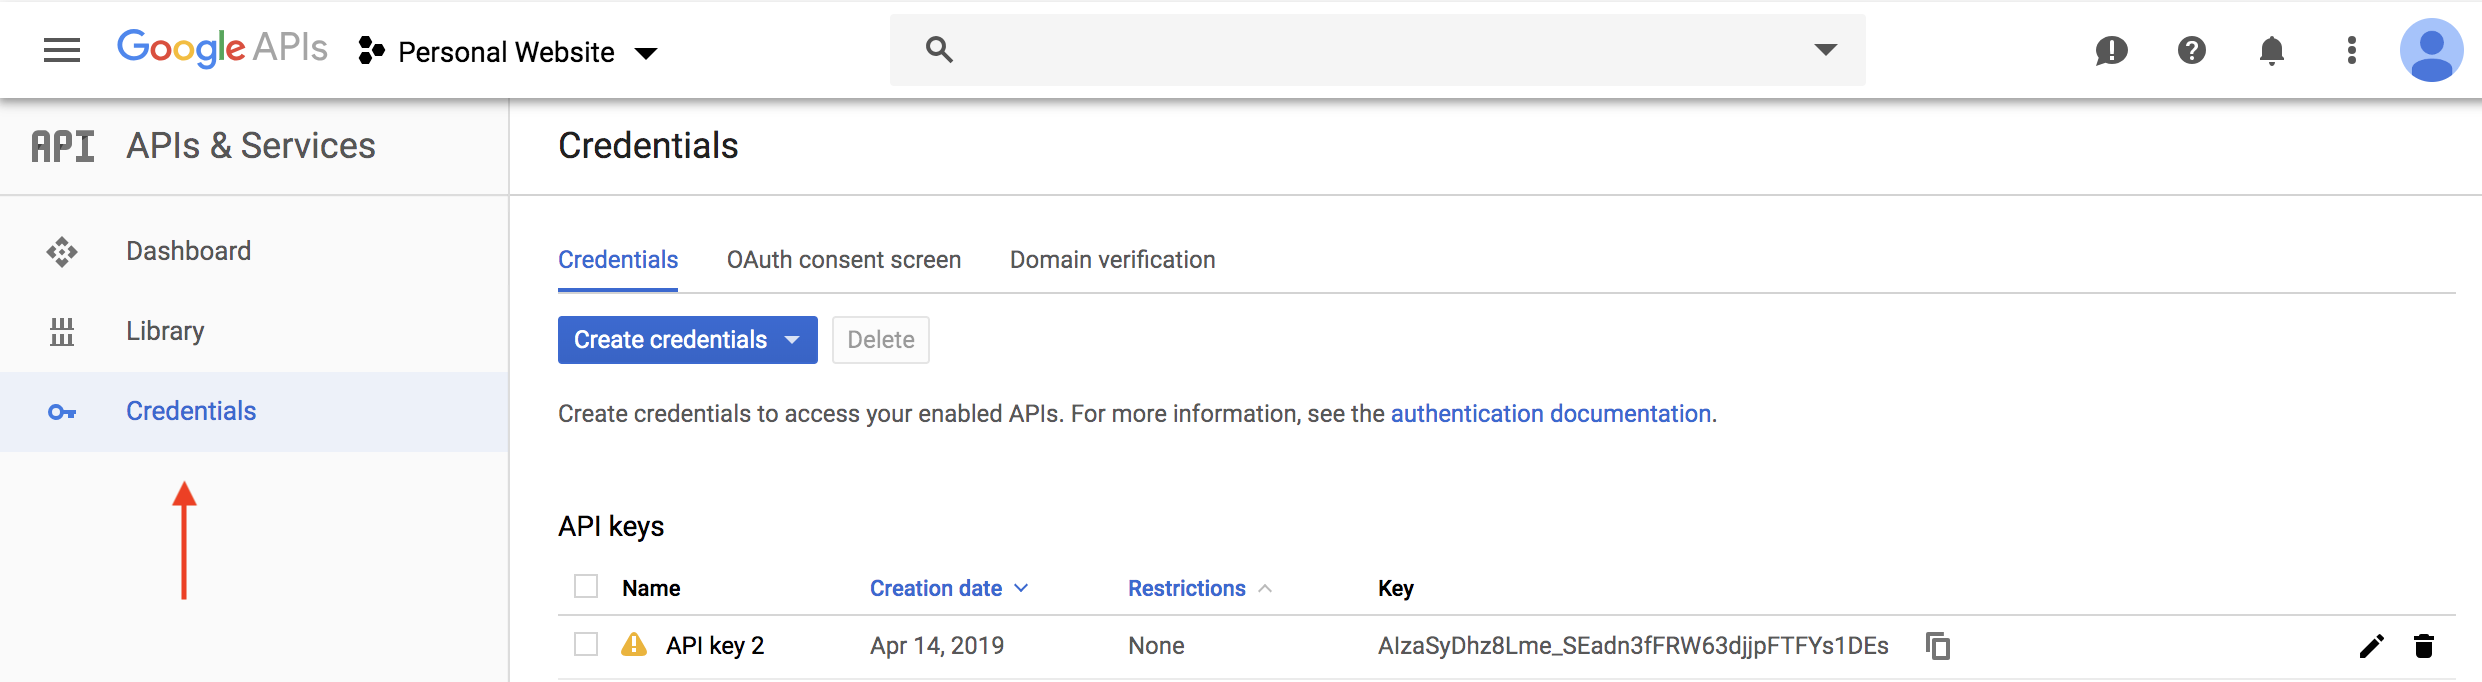 Google APIs Personal Website
API APIs & Services
Credentials
Dashboard
Library
Credentials
Credentials OAuth consent screen Domain verification
Create credentials Delete
Create credentials to access your enabled APIs. For more information, see the authentication documentation.
API keys
Name Creation date Restrictions Key
API key 2 Apr 14, 2019 None AIzaSyDhz8Lme_SEadn3fFRW63djjpFTFYs1DEs